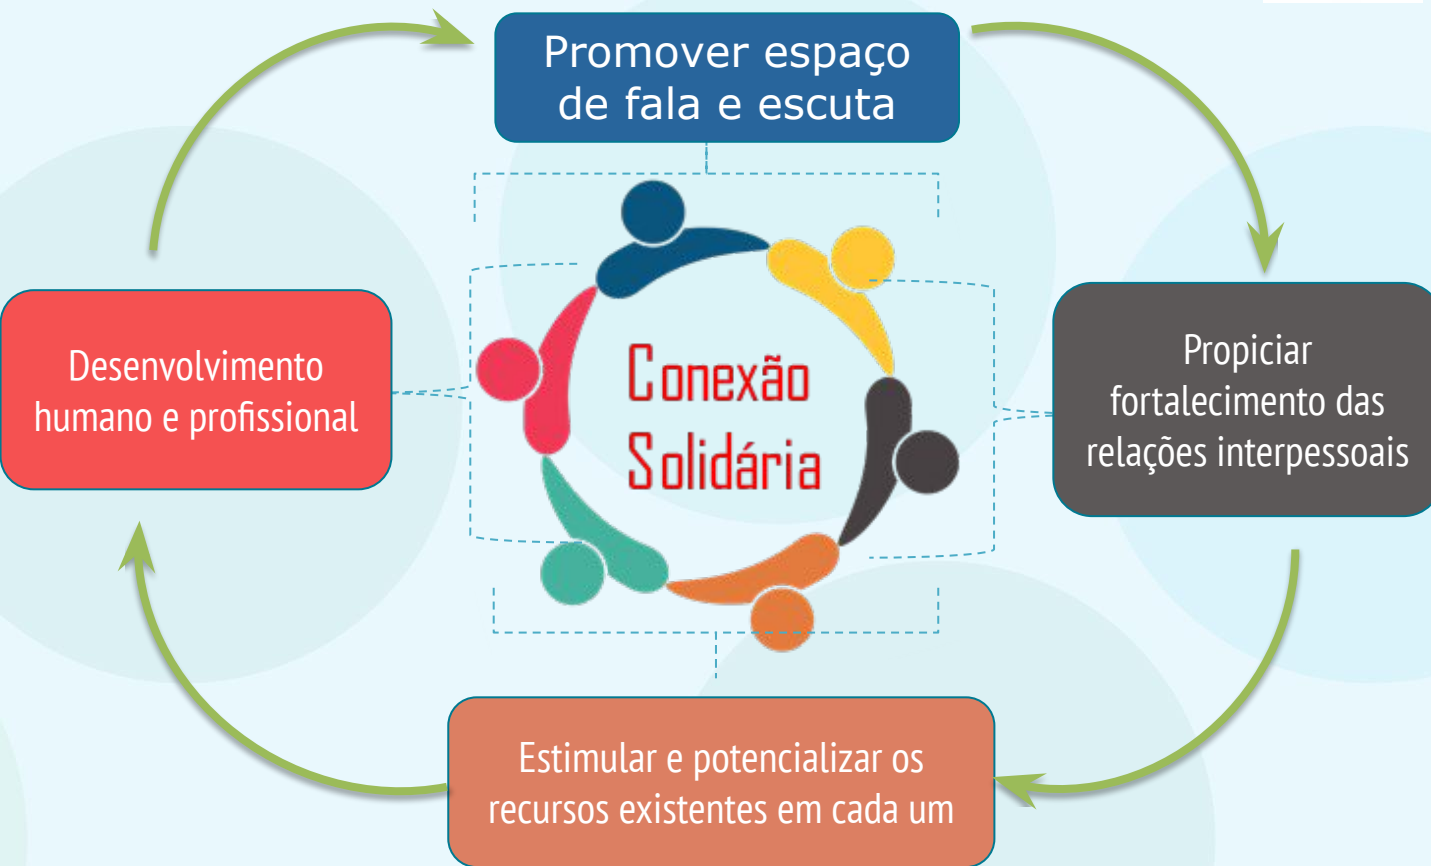 Promover espaço
de fala e escuta
Desenvolvimento
humano e profissional
Conexão
Solidária
Propiciar
fortalecimento das
relações interpessoais
Estimular e potencializar os
recursos existentes em cada um